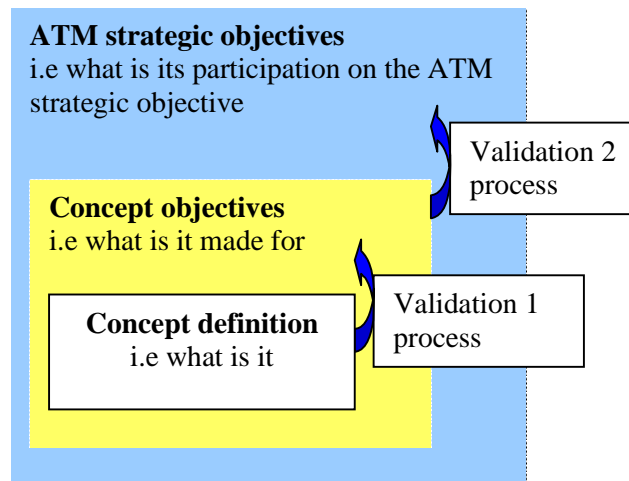 ATM strategic objectives
i.e what is its participation on the ATM
strategic objective
Validation 2
process
Concept objectives
i.e what is it made for
Validation 1
process
Concept definition
i.e what is it